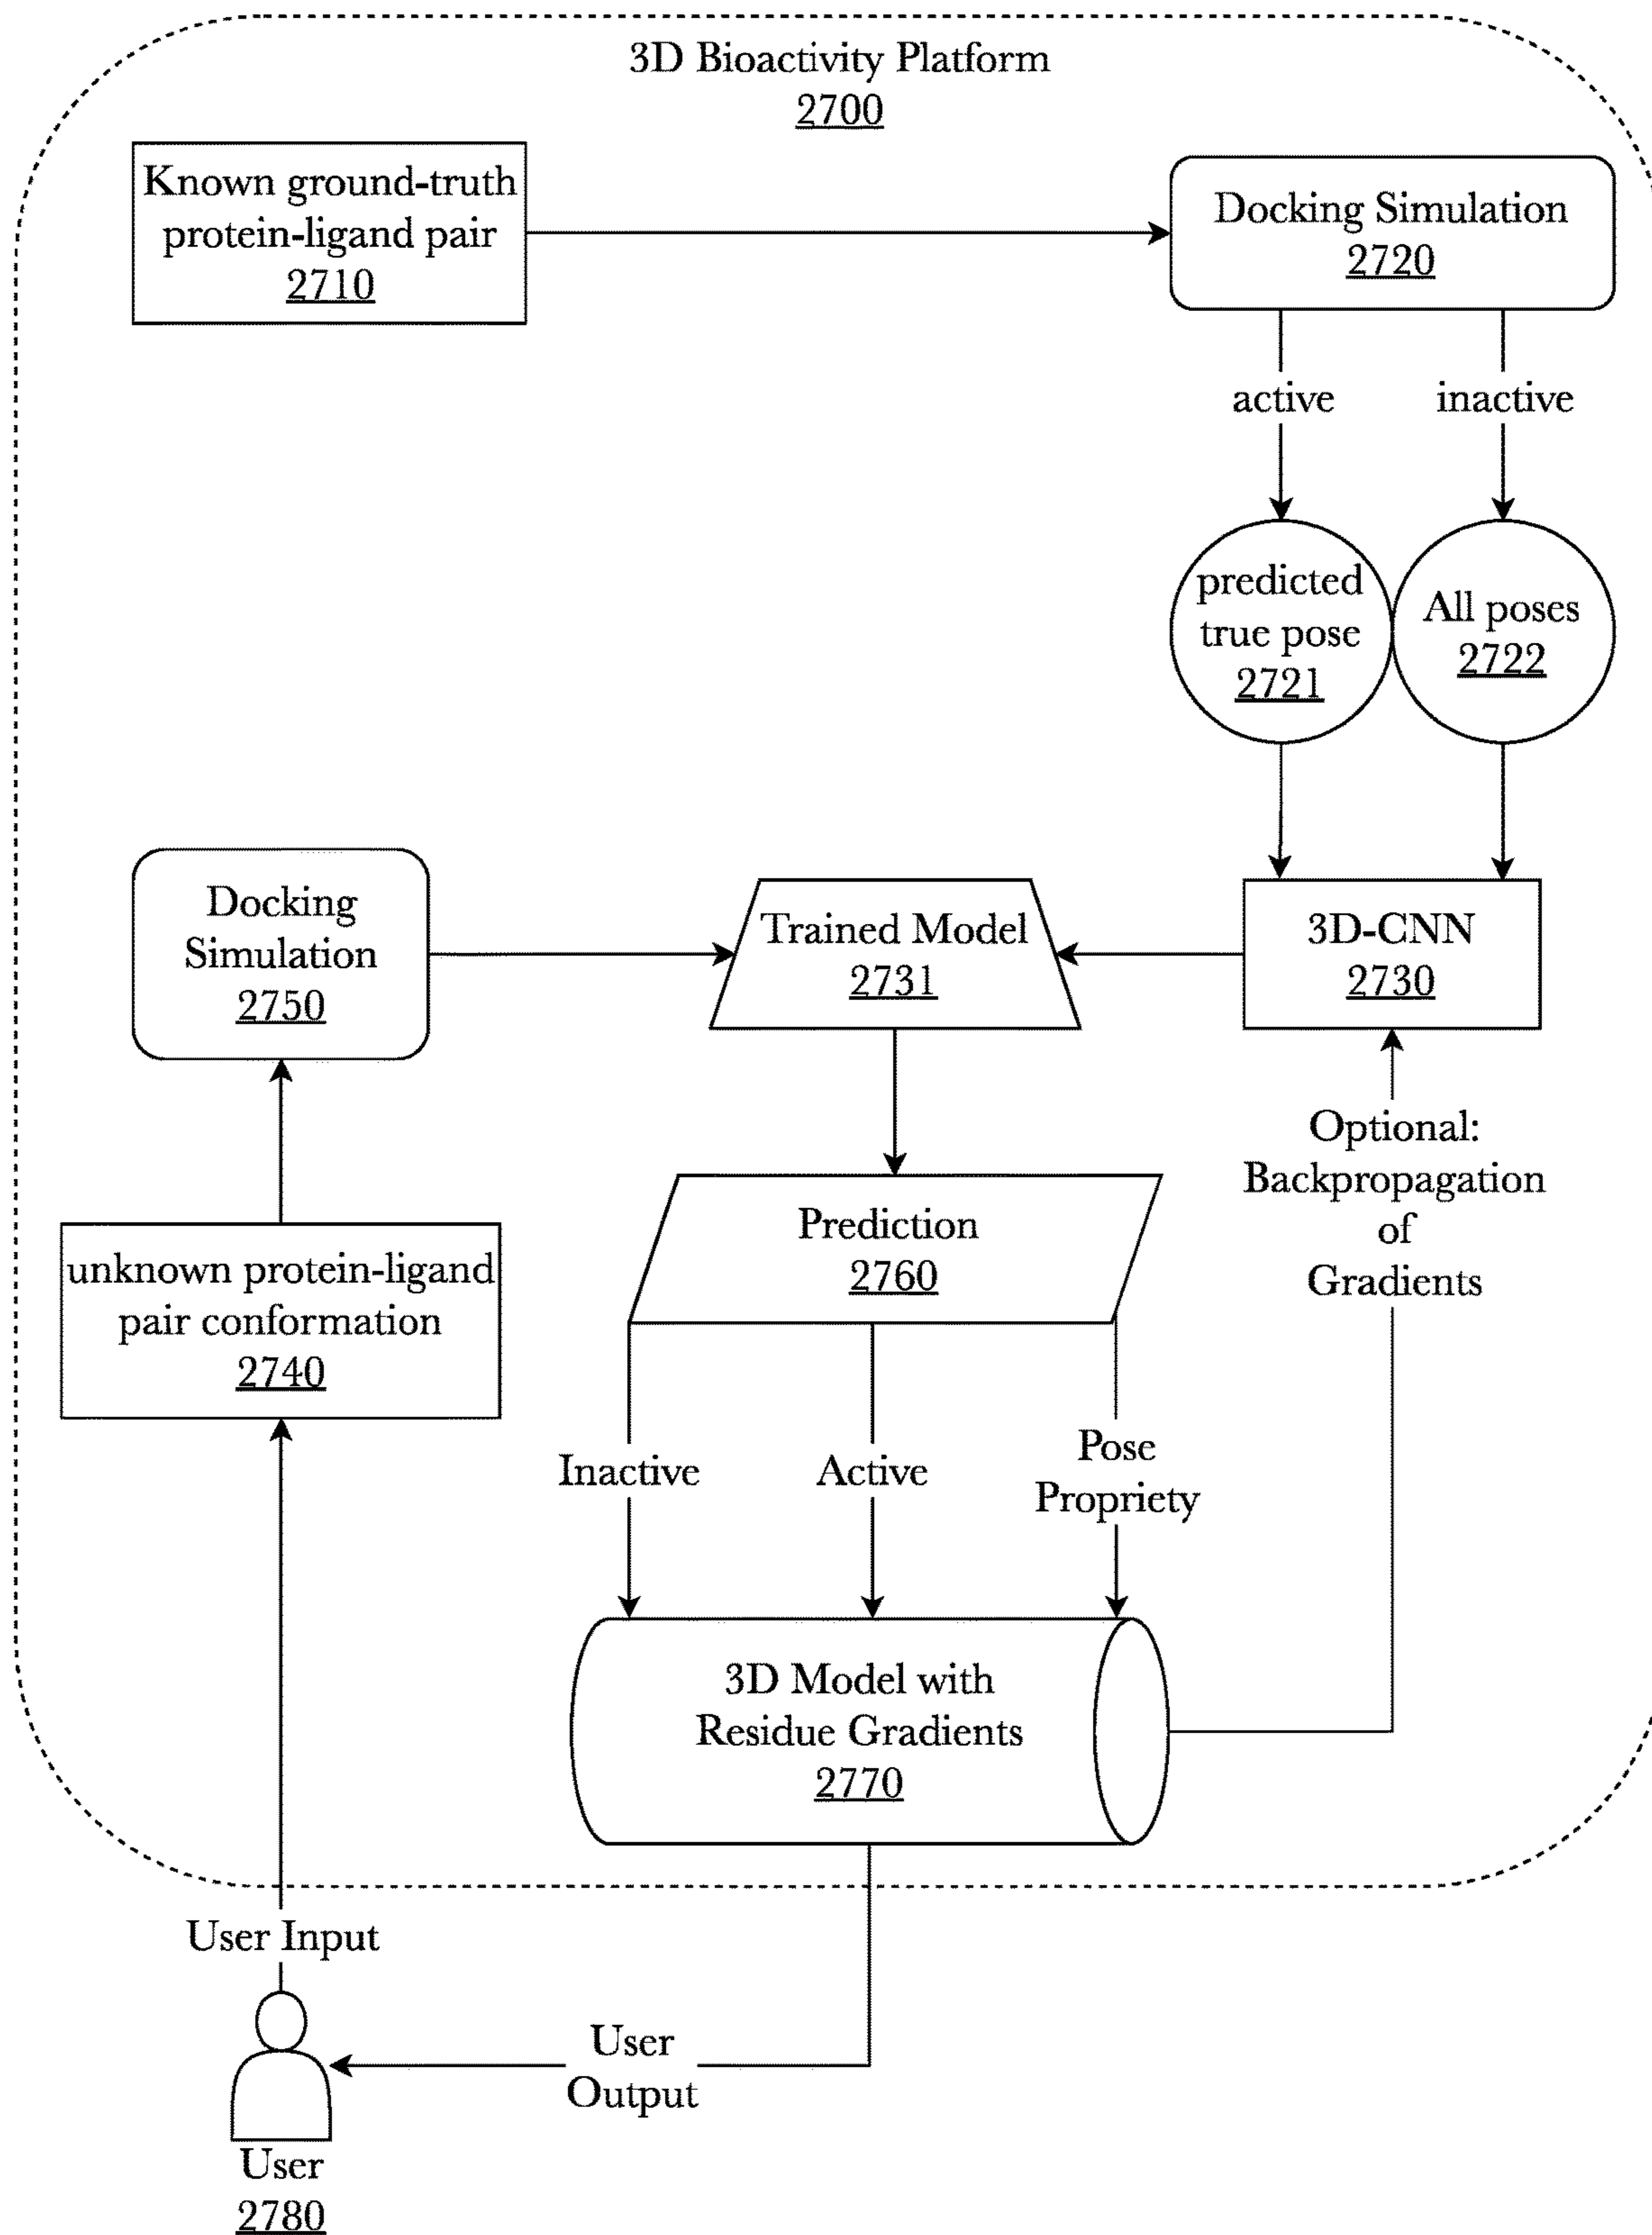 3D Bioactivity Platform
2700
Known ground-truth
protein-ligand pair
2710
Docking Simulation
2720
active
inactive
predicted
true pose
2721
All poses
2722
Docking
Simulation
2750
Trained Model
2731
3D-CNN
2730
Optional:
Backpropagation
of
Gradients
Prediction
2760
unknown protein-ligand
pair conformation
2740
Inactive
Active
Pose
Propriety
3D Model with
Residue Gradients
2770
User Input
User
Output
User
2780